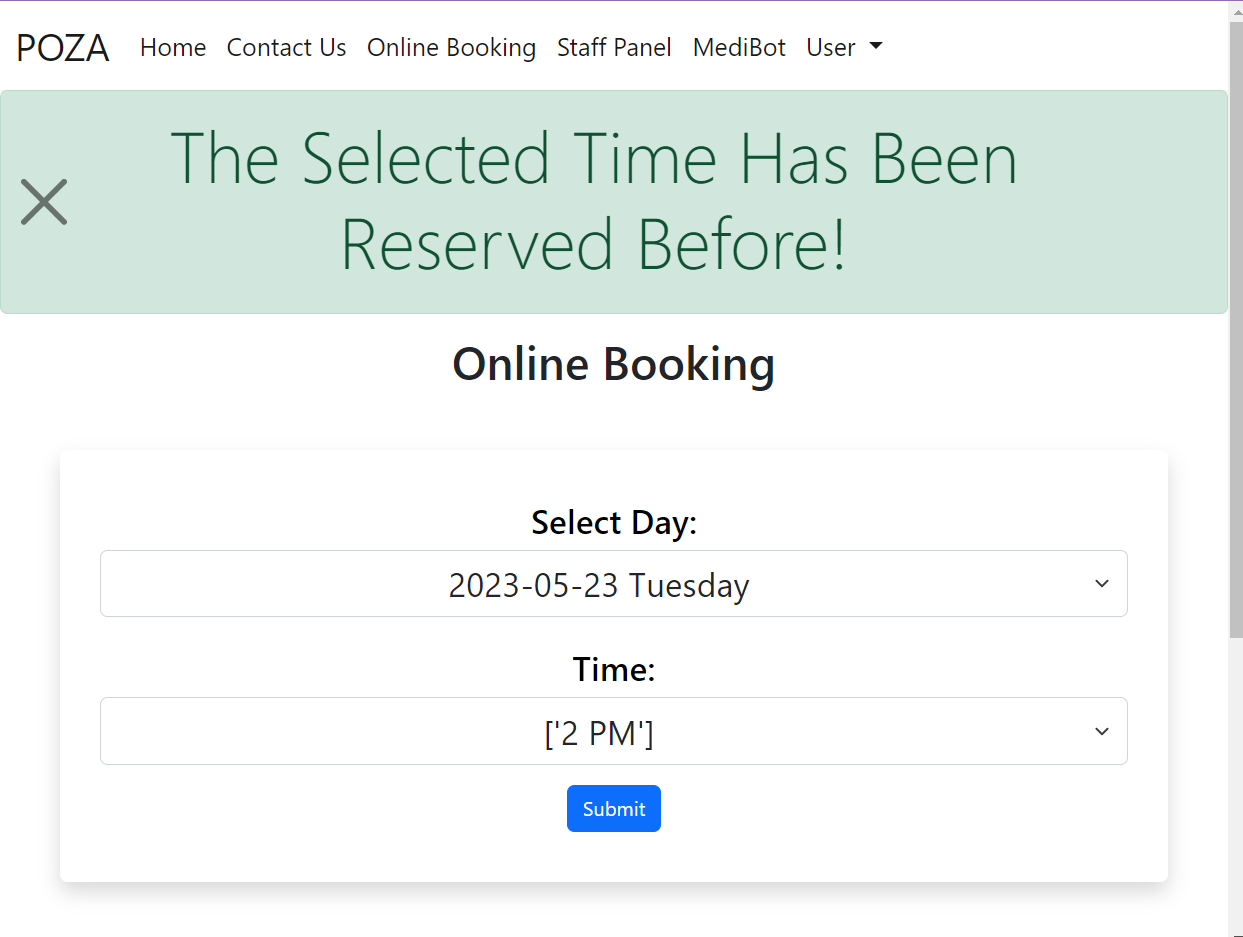 POZA Home Contact Us Online Booking Staff Panel MediBot User
The Selected Time Has Been
Reserved Before!
Online Booking
Select Day:
2023-05-23 Tuesday
Time:
['2 PM']
Submit